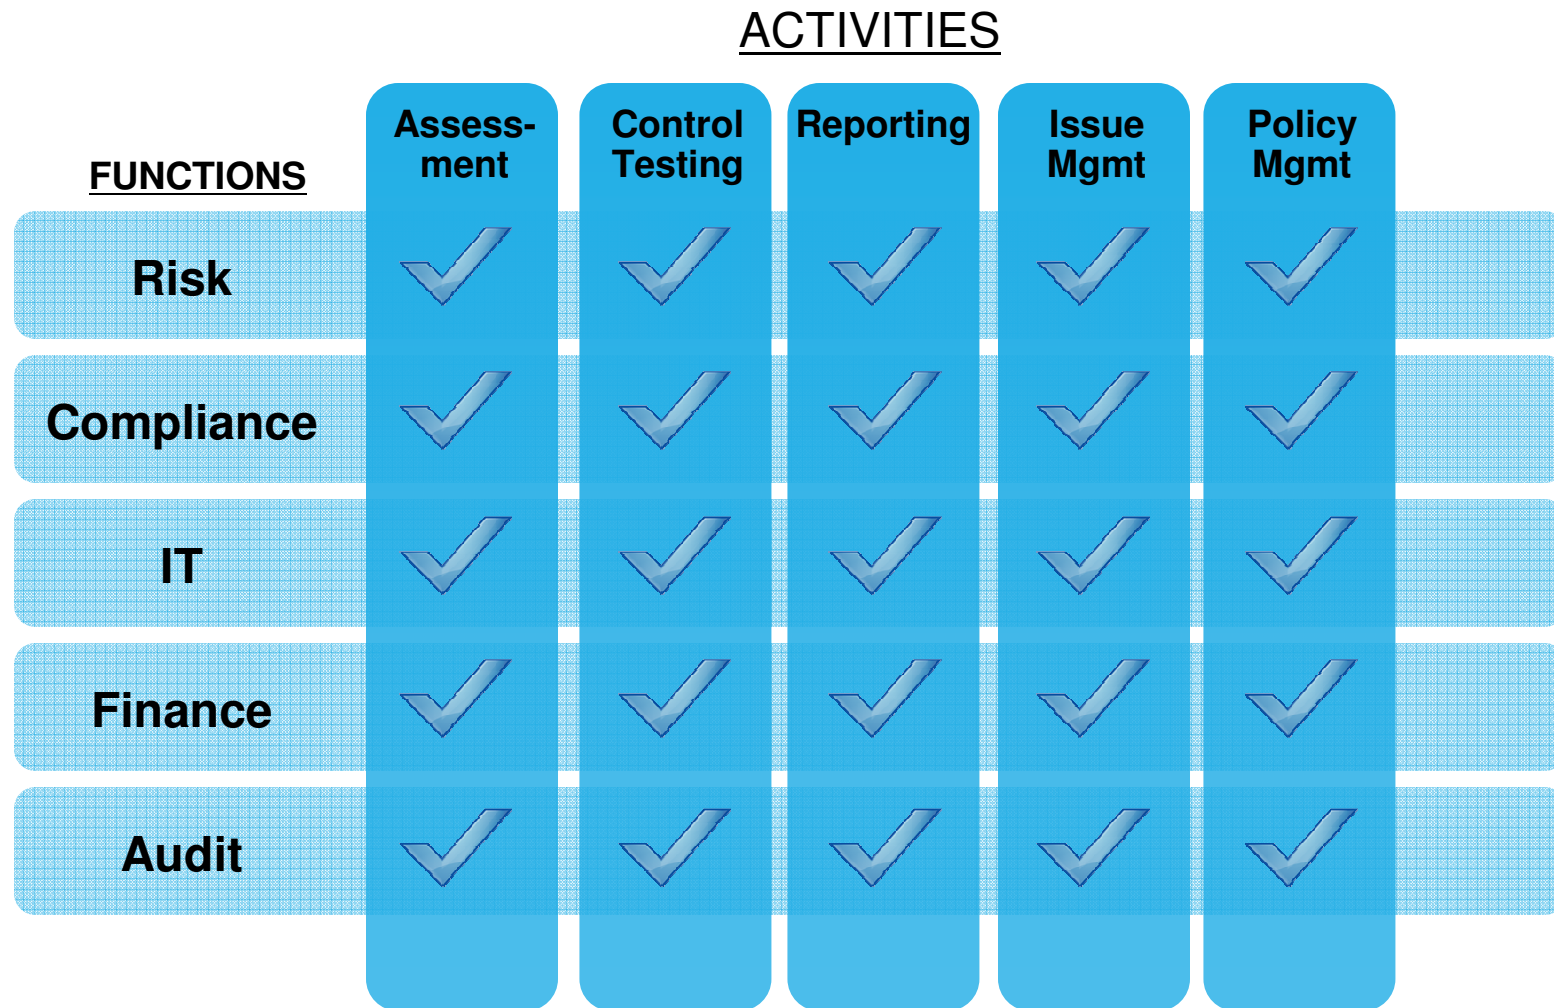 ACTIVITIES
FUNCTIONS
Assess-
ment
Control
Testing
Reporting
Issue
Mgmt
Policy
Mgmt
Risk
Compliance
IT
Finance
Audit